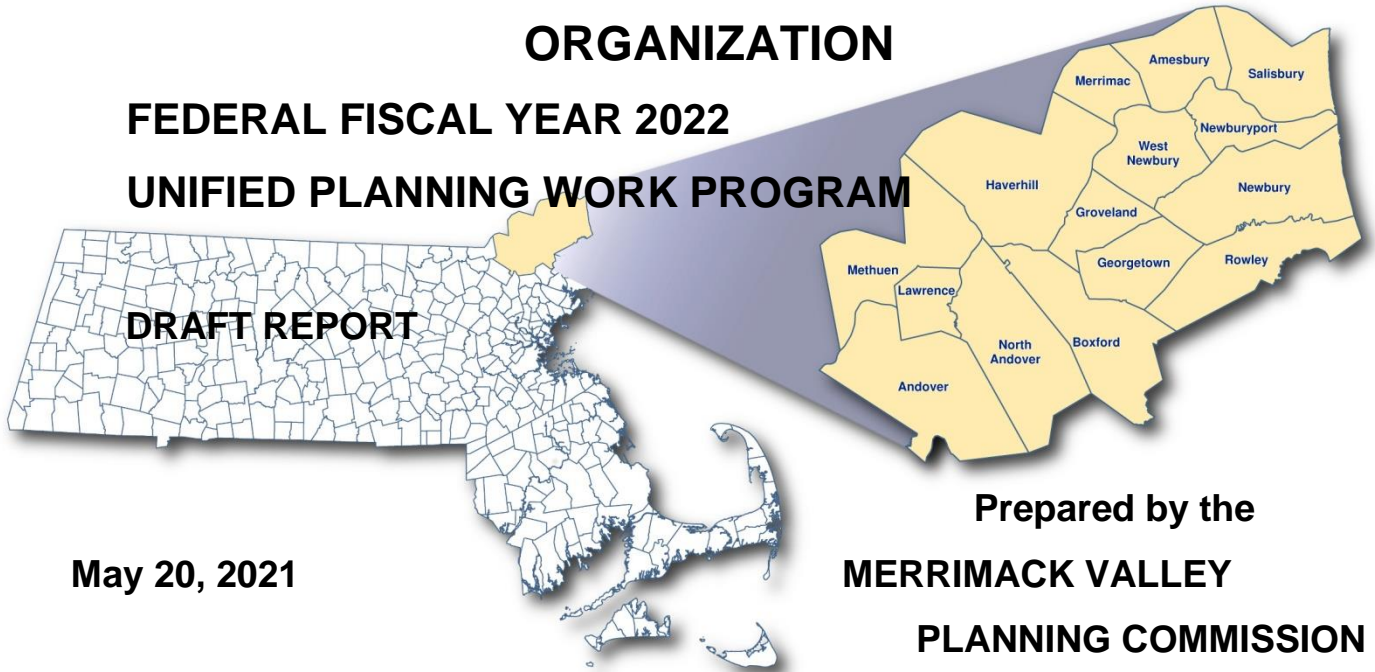 ORGANIZATION
FEDERAL FISCAL YEAR 2022
UNIFIED PLANNING WORK PROGRAM
DRAFT REPORT
Amesbury
Merrimac
Salisbury
Newburyport
West
Newbury
Haverhill
Newbury
Groveland
Georgetown
Rowley
Methuen
Lawrence
North
Andover
Boxford
Andover
Prepared by the
May 20, 2021
MERRIMACK VALLEY
PLANNING COMMISSION